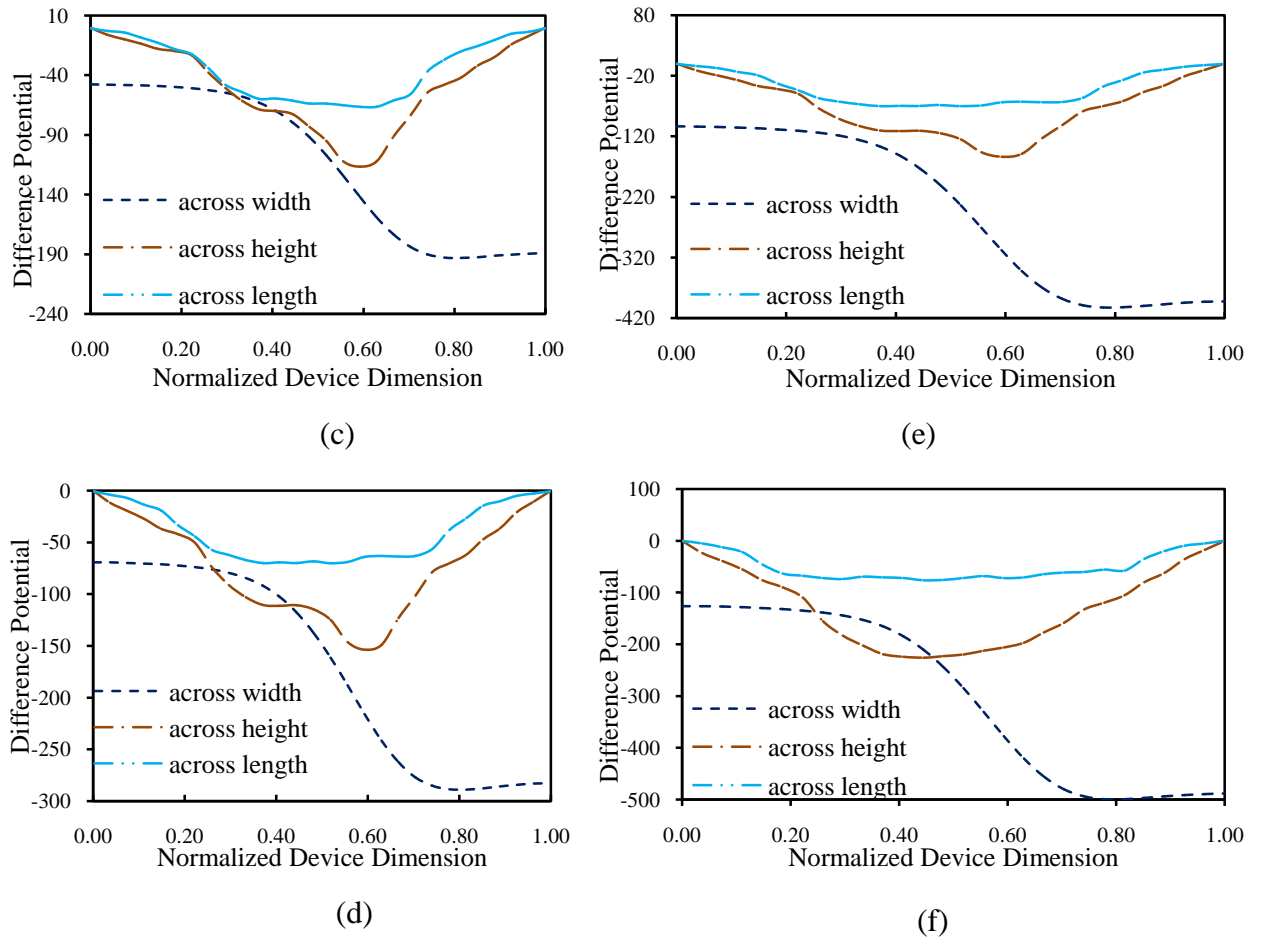 10
-40
-90
-140
-190
-240
Difference Potential
across width
across height
across length
0.00 0.20 0.40 0.60 0.80 1.00
Normalized Device Dimension
(c)
80
-20
-120
-220
-320
-420
Difference Potential
across width
across height
across length
0.00 0.20 0.40 0.60 0.80 1.00
Normalized Device Dimension
(e)
0
-50
-100
-150
-200
-250
-300
Difference Potential
across width
across height
across length
0.00 0.20 0.40 0.60 0.80 1.00
Normalized Device Dimension
(d)
100
0
-100
-200
-300
-400
-500
Difference Potential
across width
across height
across length
0.00 0.20 0.40 0.60 0.80 1.00
Normalized Device Dimension
(f)